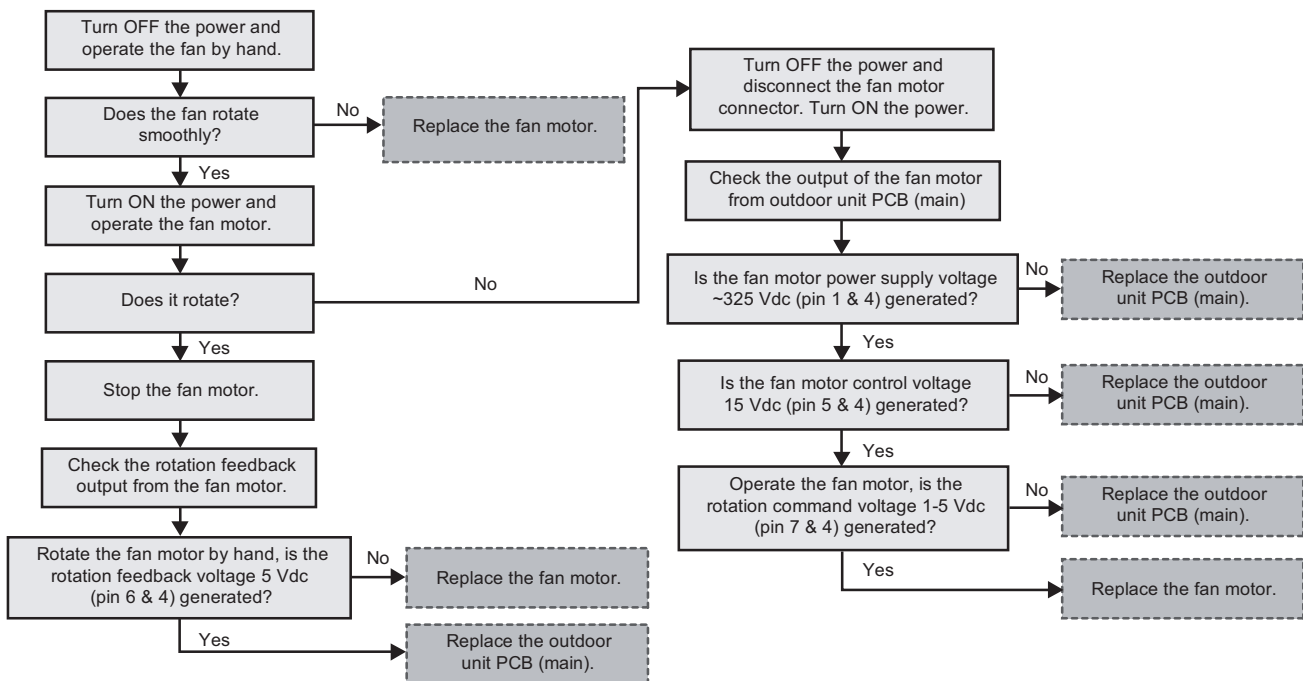 Turn OFF the power and
operate the fan by hand.
Does the fan rotate
smoothly?
No
Replace the fan motor.
Yes
Turn ON the power and
operate the fan motor.
Does it rotate?
No
Yes
Stop the fan motor.
Check the rotation feedback
output from the fan motor.
Rotate the fan motor by hand, is the
rotation feedback voltage 5 Vdc
(pin 6 & 4) generated?
No
Replace the fan motor.
Yes
Replace the outdoor
unit PCB (main).
Turn OFF the power and
disconnect the fan motor
connector. Turn ON the power.
Check the output of the fan motor
from outdoor unit PCB (main)
Is the fan motor power supply voltage
~325 Vdc (pin 1 & 4) generated?
No
Replace the outdoor
unit PCB (main).
Yes
Is the fan motor control voltage
15 Vdc (pin 5 & 4) generated?
No
Replace the outdoor
unit PCB (main).
Yes
Operate the fan motor, is the
rotation command voltage 1-5 Vdc
(pin 7 & 4) generated?
No
Replace the outdoor
unit PCB (main).
Yes
Replace the fan motor.